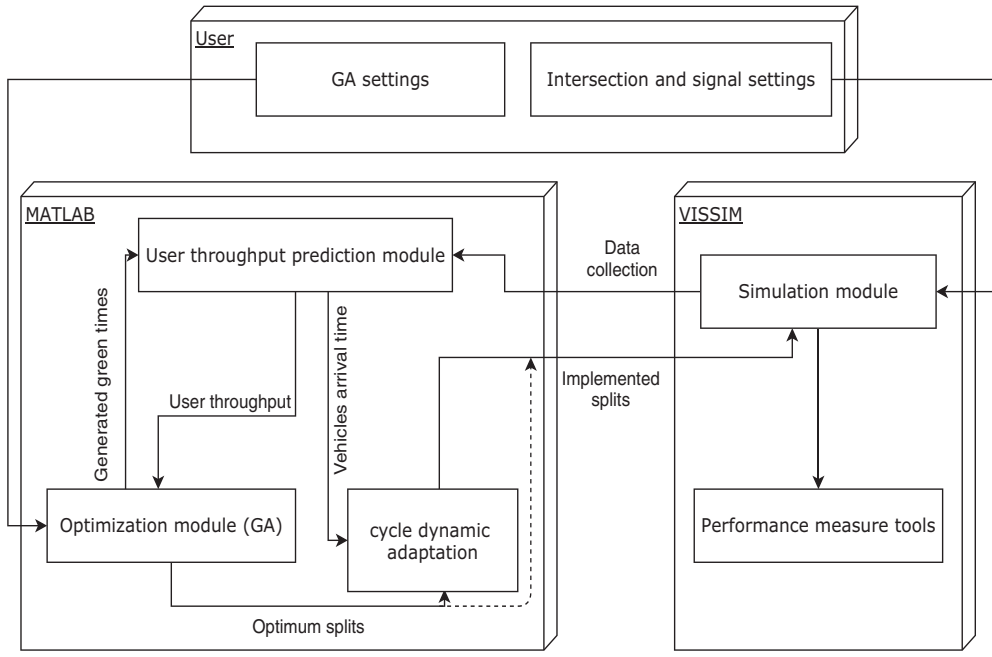 User
GA settings
Intersection and signal settings
MATLAB
User throughput prediction module
Generated green times
User throughput
Vehicles arrival time
Optimization module (GA)
cycle dynamic
adaptation
Optimum splits
Data
collection
Implemented
splits
VISSIM
Simulation module
Performance measure tools